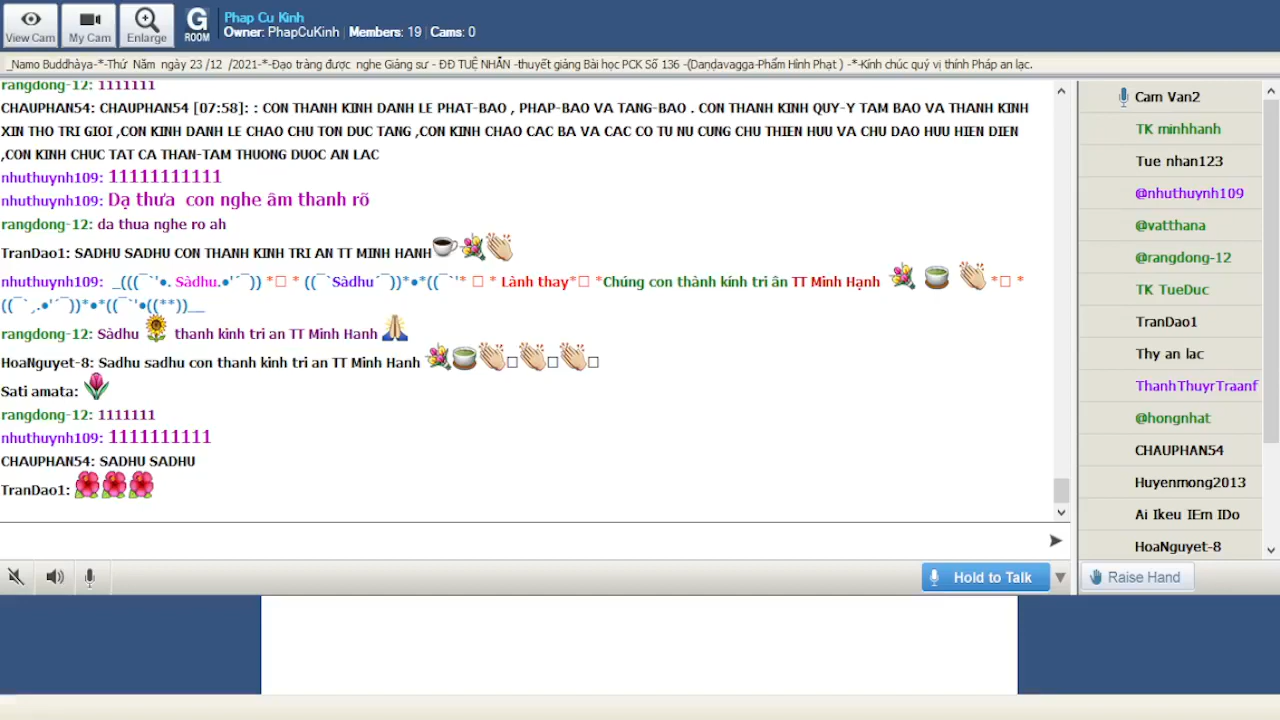 View Cam
My Cam
Enlarge
G
ROOM
Phap Cu Kinh
Owner: PhapCuKinh | Members: 19 | Cams: 0
_Namo Buddhàya-*-Thứ Năm ngày 23 /12 /2021-*-Đạo tràng được nghe Giảng sư - ĐĐ TUỆ NHẪN -thuyết giảng Bài học PCK Số 136 -(Daṇḍavagga-Phẩm Hình Phạt ) -*-Kính chúc quý vị thính Pháp an lạc.
rangdong-12: 1111111
CHAUPHAN54: CHAUPHAN54 [07:58]: : CON THANH KINH DANH LE PHAT-BAO , PHAP-BAO VA TANG-BAO . CON THANH KINH QUY-Y TAM BAO VA THANH KINH
XIN THO TRI GIOI ,CON KINH DANH LE CHAO CHU TON DUC TANG ,CON KINH CHAO CAC BA VA CAC CO TU NU CUNG CHU THIEN HUU VA CHU DAO HUU HIEN DIEN
,CON KINH CHUC TAT CA THAN-TAM THUONG DUOC AN LAC
nhuthuynh109: 11111111111
nhuthuynh109: Dạ thưa con nghe âm thanh rõ
rangdong-12: da thua nghe ro ah
TranDao1: SADHU SADHU CON THANH KINH TRI AN TT MINH HANH
nhuthuynh109: _(((¯`'•. Sàdhu.•'´¯)) * * ((¯`Sàdhu´¯))*•*((¯`'* * Lành thay* *Chúng con thành kính tri ân TT Minh Hạnh * *
((¯`¸.•'´¯))*•*((¯`'•((**))__
rangdong-12: Sàdhu thanh kinh tri an TT Minh Hanh
HoaNguyet-8: Sadhu sadhu con thanh kinh tri an TT Minh Hanh
Sati amata:
rangdong-12: 1111111
nhuthuynh109: 1111111111
CHAUPHAN54: SADHU SADHU
TranDao1:
Hold to Talk
Cam Van2
TK minhhanh
Tue nhan123
@nhuthuynh109
@vatthana
@rangdong-12
TK TueDuc
TranDao1
Thy an lac
ThanhThuyrTraanf
@hongnhat
CHAUPHAN54
Huyenmong2013
Ai Ikeu IEm IDo
HoaNguyet-8
Raise Hand